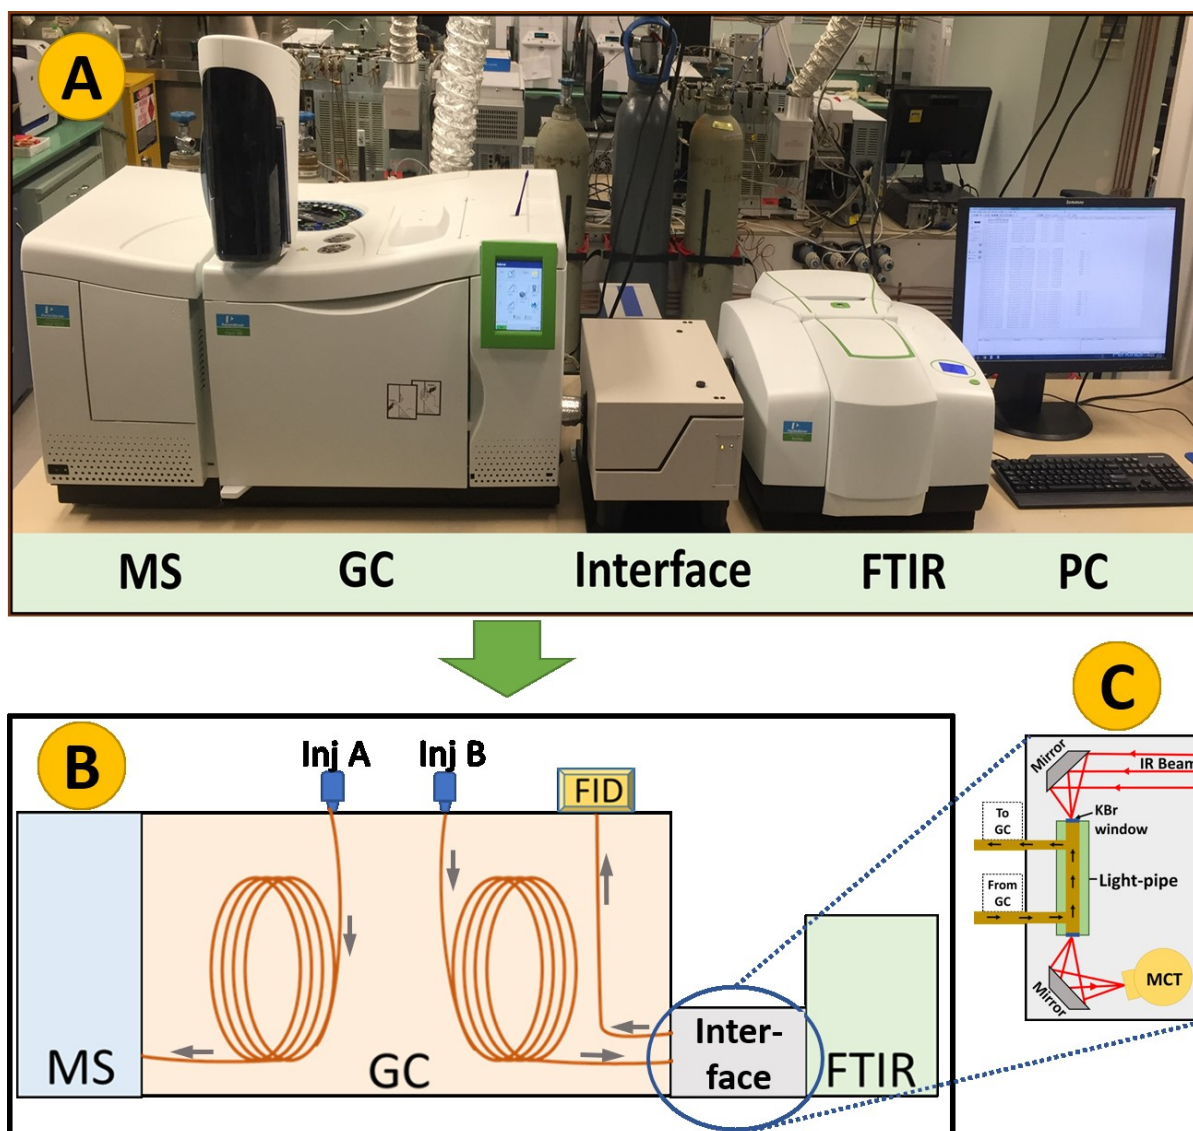 A
lenovo
MS GC Interface FTIR PC
B
Inj A
Inj B
FID
MS
GC
Inter-
face
FTIR
C
Mirror
IR Beam
KBr
window
To
GC
From
GC
Light-pipe
Mirror
MCT